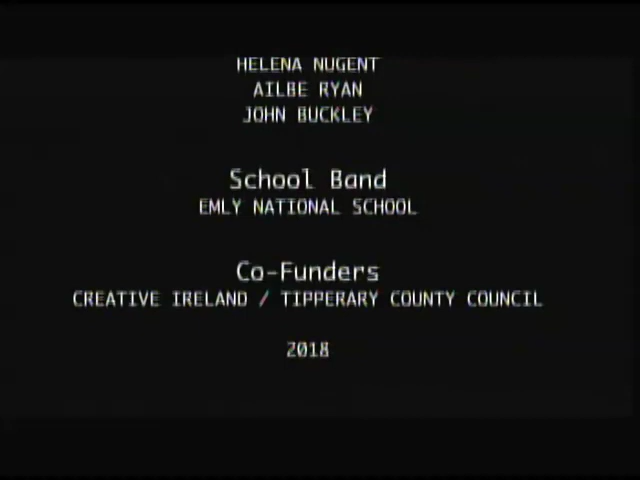 HELENA NUGENT
AILBE RYAN
JOHN BUCKLEY
School Band
EMLY NATIONAL SCHOOL
Co-Funders
CREATIVE IRELAND / TIPPERARY COUNTY COUNCIL
2018